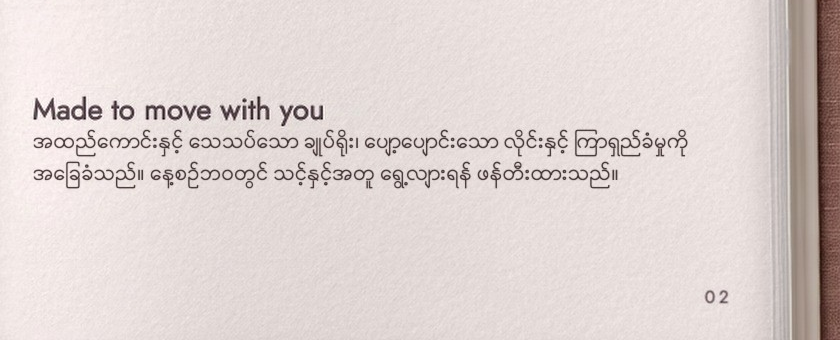 Made to move with you
အထည်ကောင်းနှင့် သေသပ်သော ချုပ်ရိုး၊ ပျော့ပျောင်းသော လိုင်းနှင့် ကြာရှည်ခံမှုကို
အခြေခံသည်။ နေ့စဉ်ဘဝတွင် သင့်နှင့်အတူ ရွေ့လျားရန် ဖန်တီးထားသည်။
02